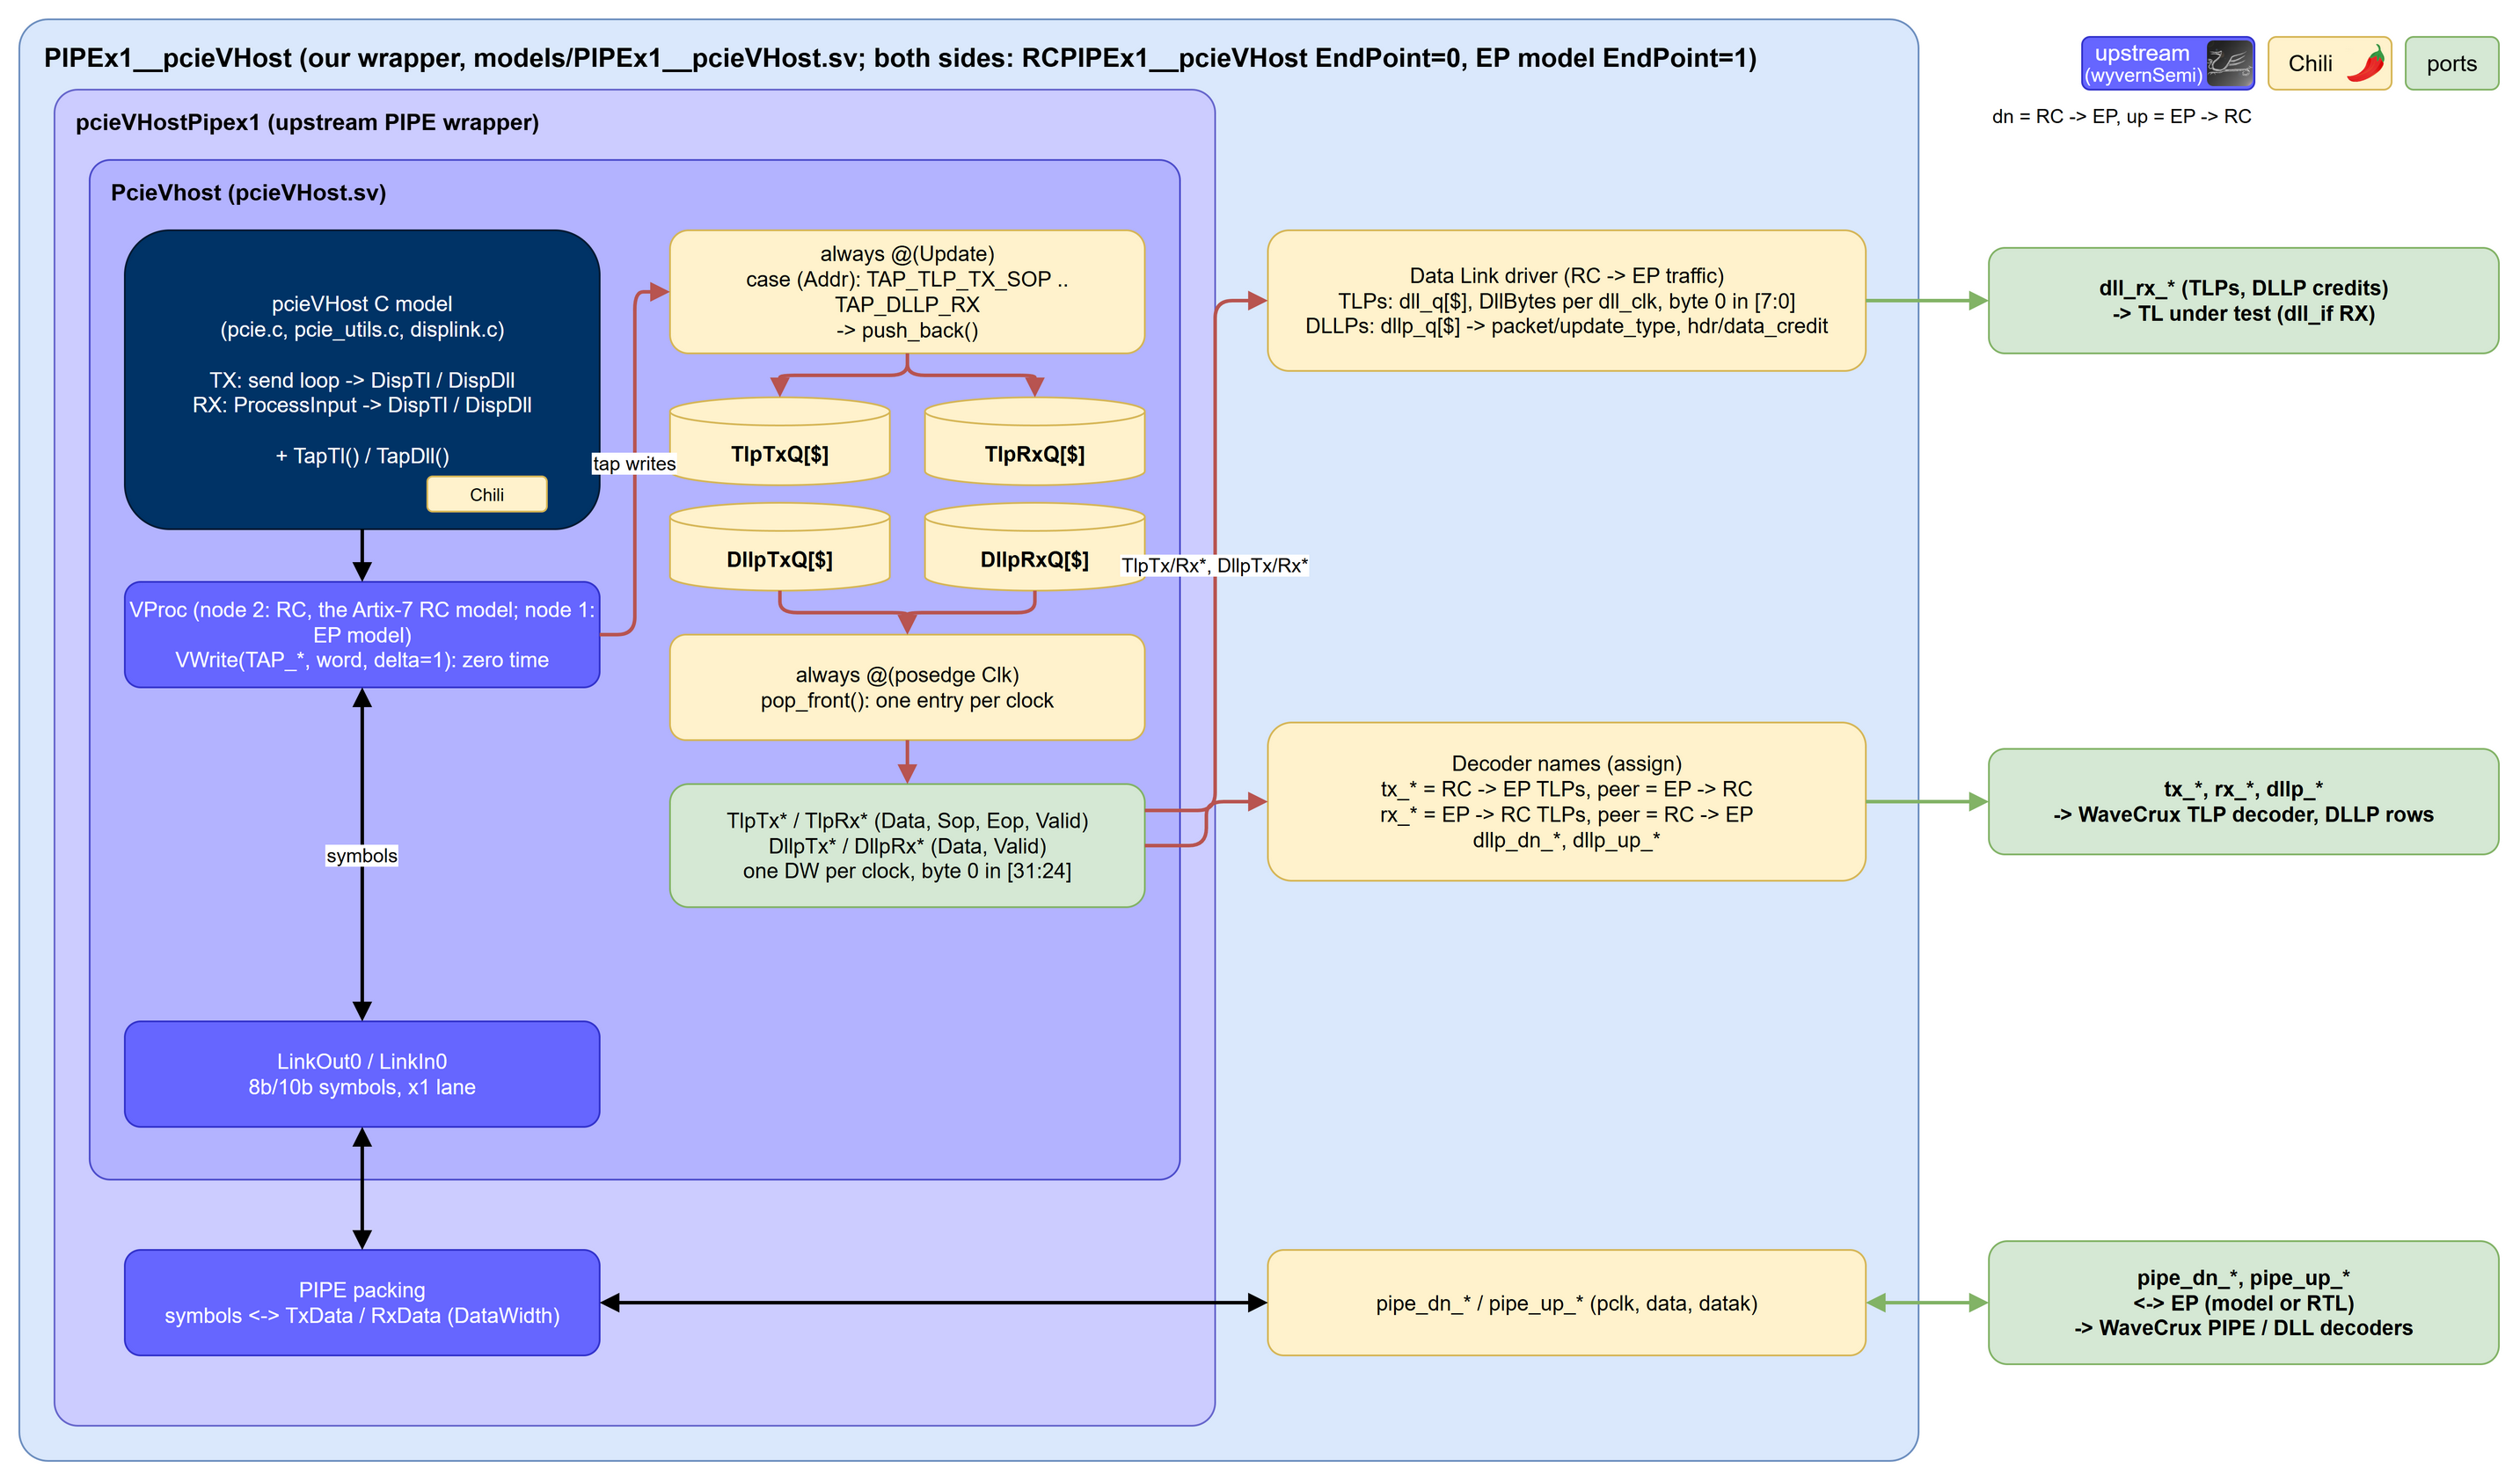 PIPEx1__pcieVHost (our wrapper, models/PIPEx1__pcieVHost.sv; both sides: RCPIPEx1__pcieVHost EndPoint=0, EP model EndPoint=1)
upstream
(wyvernSemi)
Chili
ports
dn = RC -> EP, up = EP -> RC
pcieVHostPipex1 (upstream PIPE wrapper)
PcieVhost (pcieVHost.sv)
pcieVHost C model
(pcie.c, pcie_utils.c, displink.c)
TX: send loop -> DispTl / DispDll
RX: ProcessInput -> DispTl / DispDll
+ TapTl() / TapDll()
Chili
always @(Update)
case (Addr): TAP_TLP_TX_SOP ..
TAP_DLLP_RX
-> push_back()
Data Link driver (RC -> EP traffic)
TLPs: dll_q[$], DllBytes per dll_clk, byte 0 in [7:0]
DLLPs: dllp_q[$] -> packet/update_type, hdr/data_credit
dll_rx_* (TLPs, DLLP credits)
-> TL under test (dll_if RX)
tap writes
TlpTxQ[$]
TlpRxQ[$]
DllpTxQ[$]
DllpRxQ[$]
TlpTx/Rx*, DllpTx/Rx*
VProc (node 2: RC, the Artix-7 RC model; node 1:
EP model)
VWrite(TAP_*, word, delta=1): zero time
always @(posedge Clk)
pop_front(): one entry per clock
TlpTx* / TlpRx* (Data, Sop, Eop, Valid)
DllpTx* / DllpRx* (Data, Valid)
one DW per clock, byte 0 in [31:24]
Decoder names (assign)
tx_* = RC -> EP TLPs, peer = EP -> RC
rx_* = EP -> RC TLPs, peer = RC -> EP
dllp_dn_*, dllp_up_*
tx_*, rx_*, dllp_*
-> WaveCrux TLP decoder, DLLP rows
symbols
LinkOut0 / LinkIn0
8b/10b symbols, x1 lane
PIPE packing
symbols <-> TxData / RxData (DataWidth)
pipe_dn_* / pipe_up_* (pclk, data, datak)
pipe_dn_*, pipe_up_*
<-> EP (model or RTL)
-> WaveCrux PIPE / DLL decoders